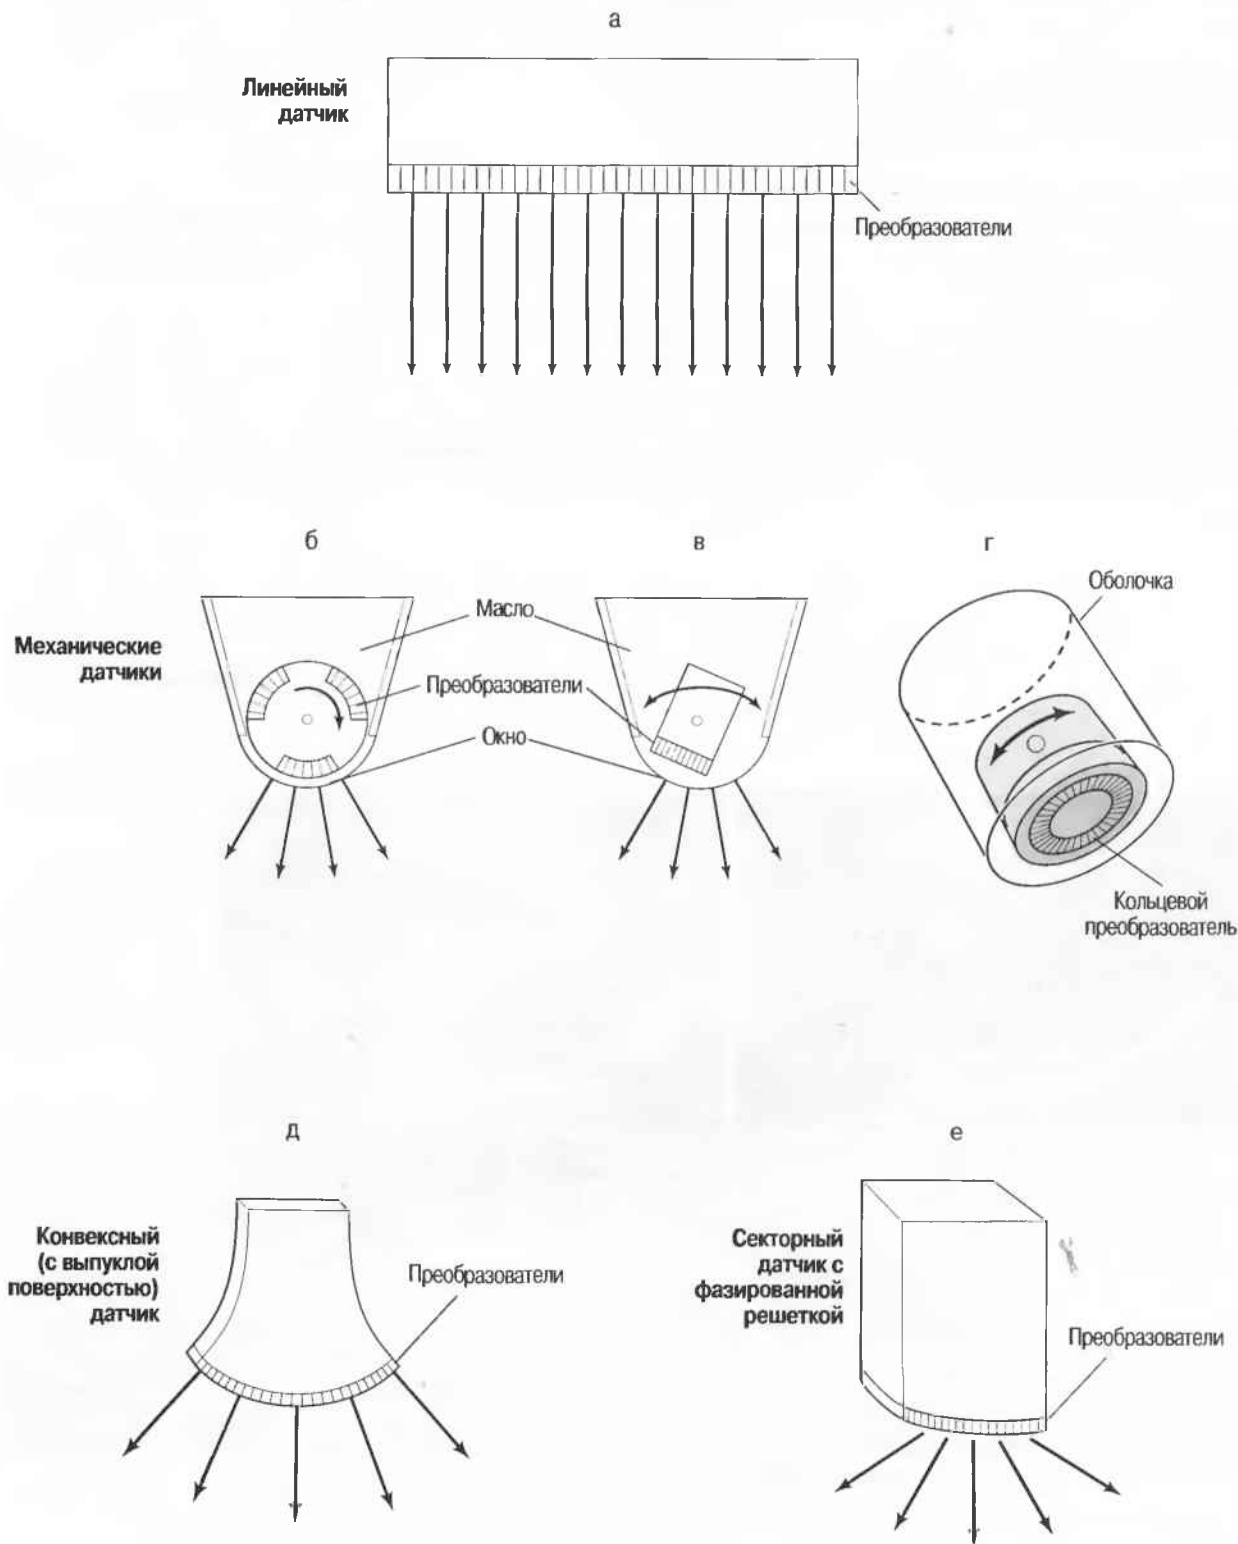 а
Линейный
датчик
Преобразователи
б
в
г
Оболочка
Масло
Механические
датчики
Преобразователи
Окно
Кольцевой
преобразователь
д
е
Конвексный
(с выпуклой
поверхностью)
датчик
Преобразователи
Секторный
датчик с
фазированной
решеткой
Преобразователи